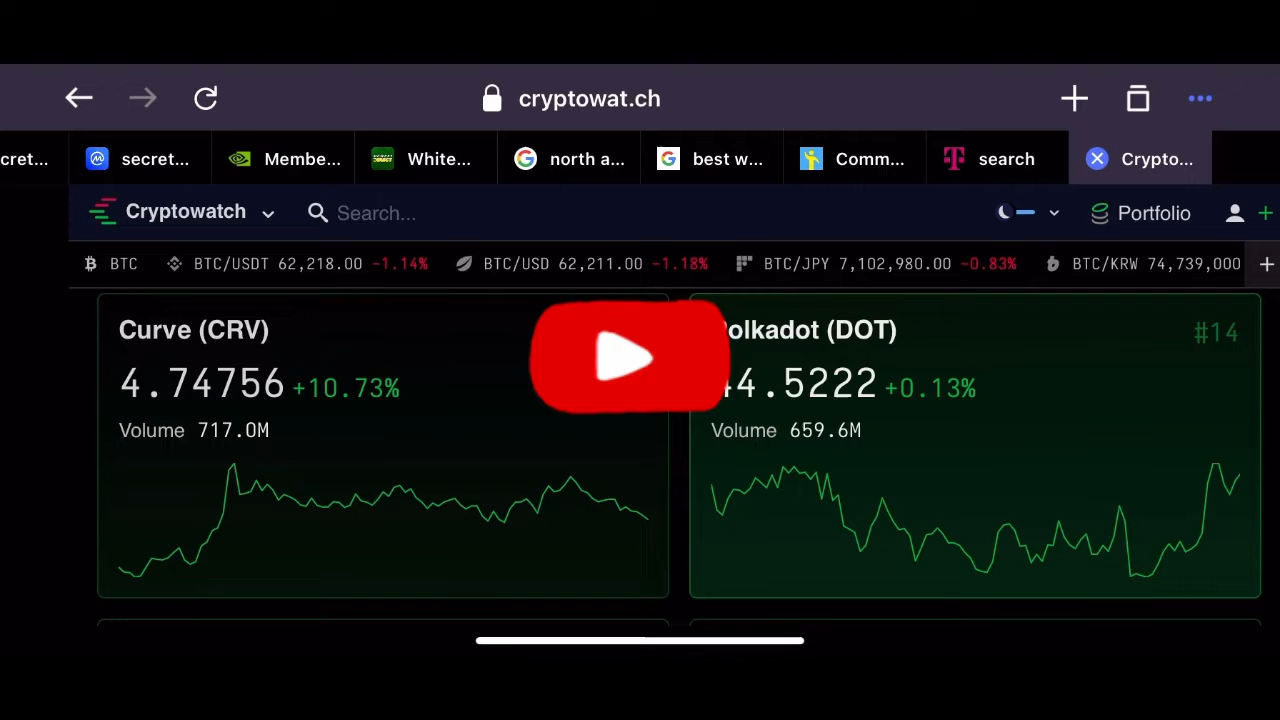 cryptowat.ch
cret... secret... Membe... White... north a... best w... Comm... search Crypto...
Cryptowatch Search... Portfolio
BTC BTC/USDT 62,218.00 -1.14% BTC/USD 62,211.00 -1.18% BTC/JPY 7,102,980.00 -0.83% BTC/KRW 74,739,000
Curve (CRV)
4.74756 +10.73%
Volume 717.0M
olkadot (DOT) #14
4.5222 +0.13%
Volume 659.6M